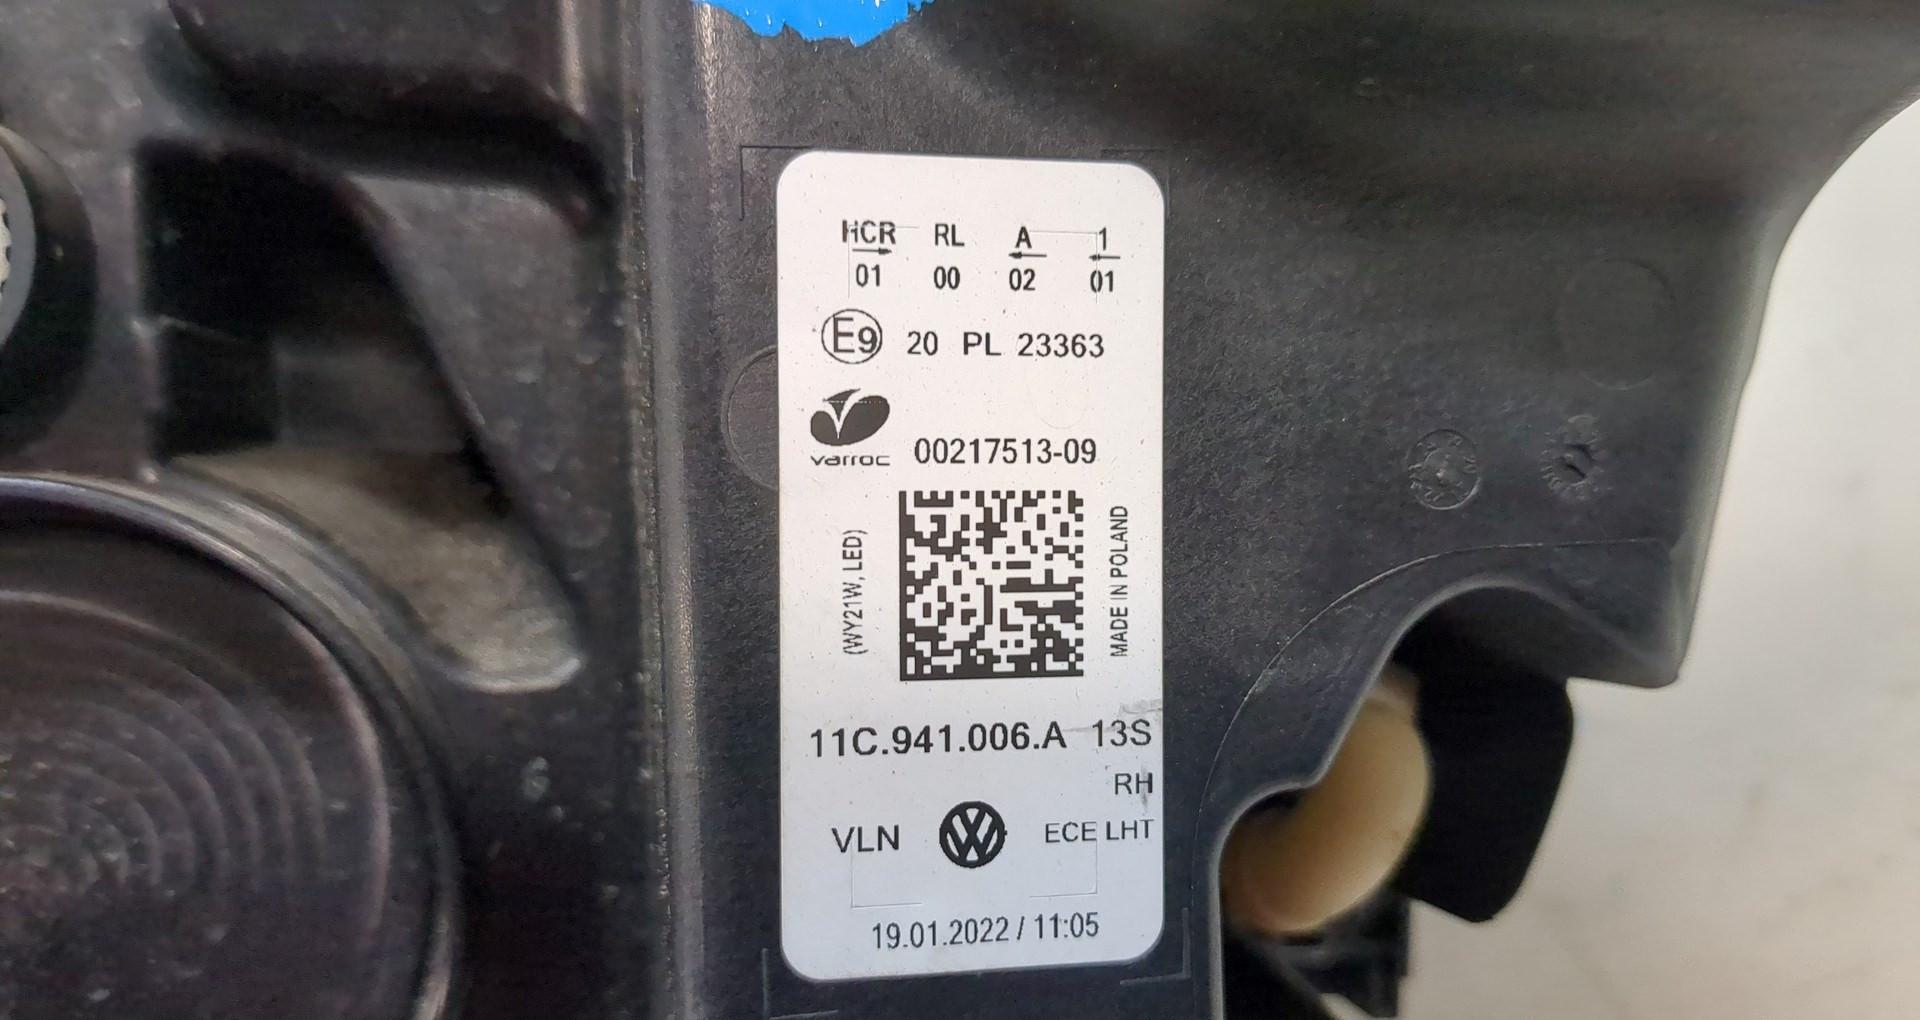 HCR RL A 1
01 00 02 01
E9 20 PL 23363
varroc 00217513-09
(WY21W, LED)
MADE IN POLAND
11C.941.006.A 13S
RH
VLN VW ECE LHT
19.01.2022 / 11:05